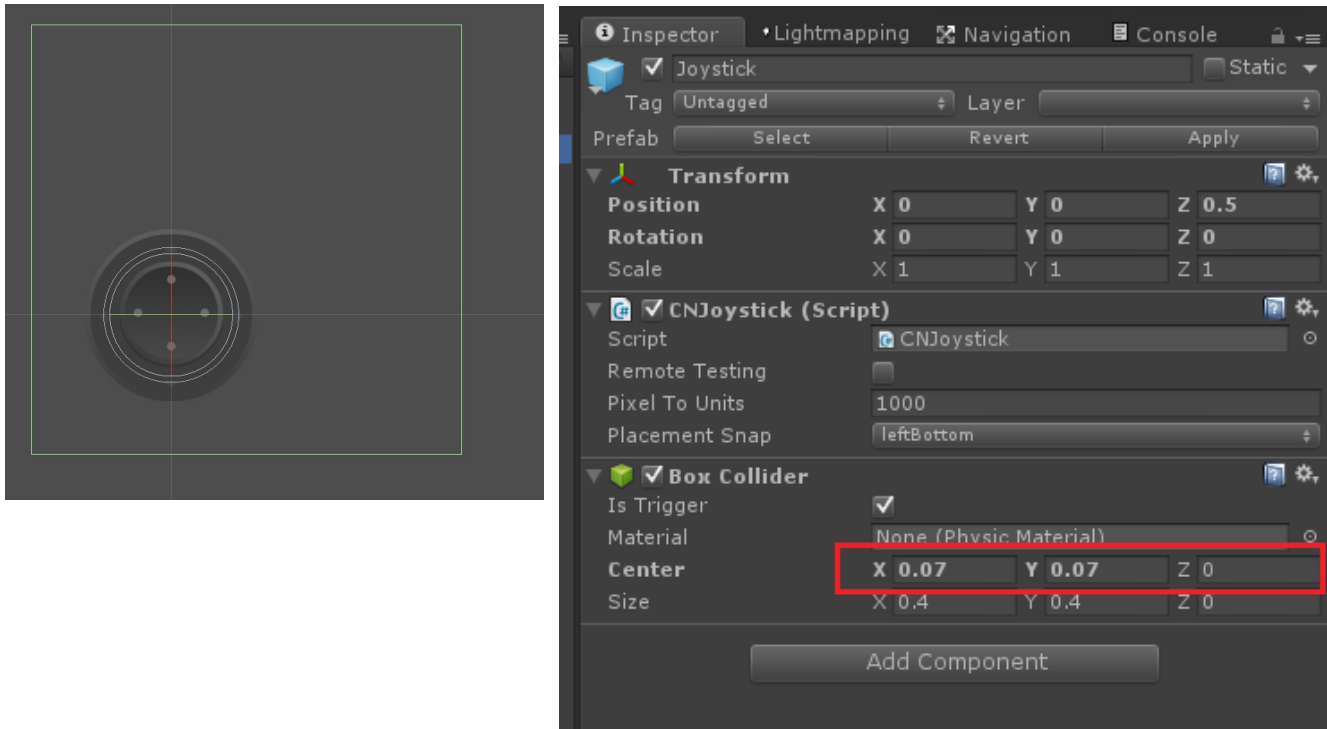 Inspector Lightmapping Navigation Console
Joystick Static
Tag Untagged Layer
Prefab Select Revert Apply
Transform
Position X 0 Y 0 Z 0.5
Rotation X 0 Y 0 Z 0
Scale X 1 Y 1 Z 1
CNJoystick (Script)
Script CNJoystick
Remote Testing
Pixel To Units 1000
Placement Snap leftBottom
Box Collider
Is Trigger
Material None (Physic Material)
Center X 0.07 Y 0.07 Z 0
Size X 0.4 Y 0.4 Z 0
Add Component